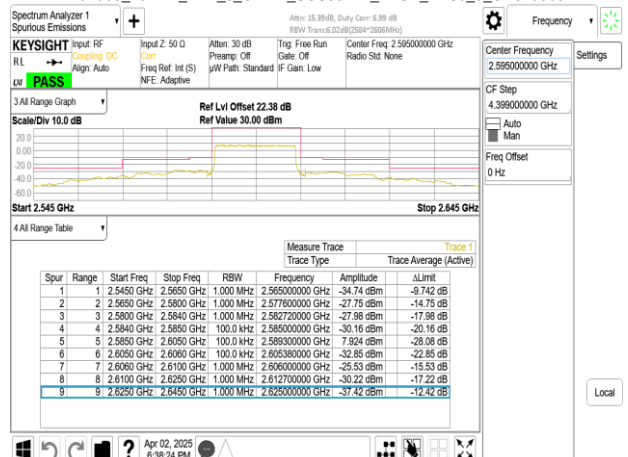 Spectrum Analyzer 1
Spurious Emissions
Attn: 15.39dB, Duty Corr: 6.99 dB
RBW Trans:6.02dB(2584~2606MHz)
Frequency
KEYSIGHT
RL
LXI
PASS
Input: RF
Coupling: DC
Align: Auto
Input Z: 50 Ω
Corr
Freq Ref: Int (S)
NFE: Adaptive
Atten: 30 dB
Preamp: Off
µW Path: Standard
Trig: Free Run
Gate: Off
IF Gain: Low
Center Freq: 2.595000000 GHz
Radio Std: None
Center Frequency
2.595000000 GHz
Settings
CF Step
4.399000000 GHz
Auto
Man
Freq Offset
0 Hz
Local
3 All Range Graph
Scale/Div 10.0 dB
Ref Lvl Offset 22.38 dB
Ref Value 30.00 dBm
20.0
0.00
-20.0
-40.0
-60.0
Start 2.545 GHz
Stop 2.645 GHz
4 All Range Table
Measure Trace Trace 1
Trace Type Trace Average (Active)
Spur Range Start Freq Stop Freq RBW Frequency Amplitude ΔLimit
1 1 2.5450 GHz 2.5650 GHz 1.000 MHz 2.565000000 GHz -34.74 dBm -9.742 dB
2 2 2.5650 GHz 2.5800 GHz 1.000 MHz 2.577600000 GHz -27.75 dBm -14.75 dB
3 3 2.5800 GHz 2.5840 GHz 1.000 MHz 2.582720000 GHz -27.98 dBm -17.98 dB
4 4 2.5840 GHz 2.5850 GHz 100.0 kHz 2.585000000 GHz -30.16 dBm -20.16 dB
5 5 2.5850 GHz 2.6050 GHz 100.0 kHz 2.589300000 GHz 7.924 dBm -28.08 dB
6 6 2.6050 GHz 2.6060 GHz 100.0 kHz 2.605380000 GHz -32.85 dBm -22.85 dB
7 7 2.6060 GHz 2.6100 GHz 1.000 MHz 2.606000000 GHz -25.53 dBm -15.53 dB
8 8 2.6100 GHz 2.6250 GHz 1.000 MHz 2.612700000 GHz -30.22 dBm -17.22 dB
9 9 2.6250 GHz 2.6450 GHz 1.000 MHz 2.625000000 GHz -37.42 dBm -12.42 dB
Apr 02, 2025
6:38:24 PM